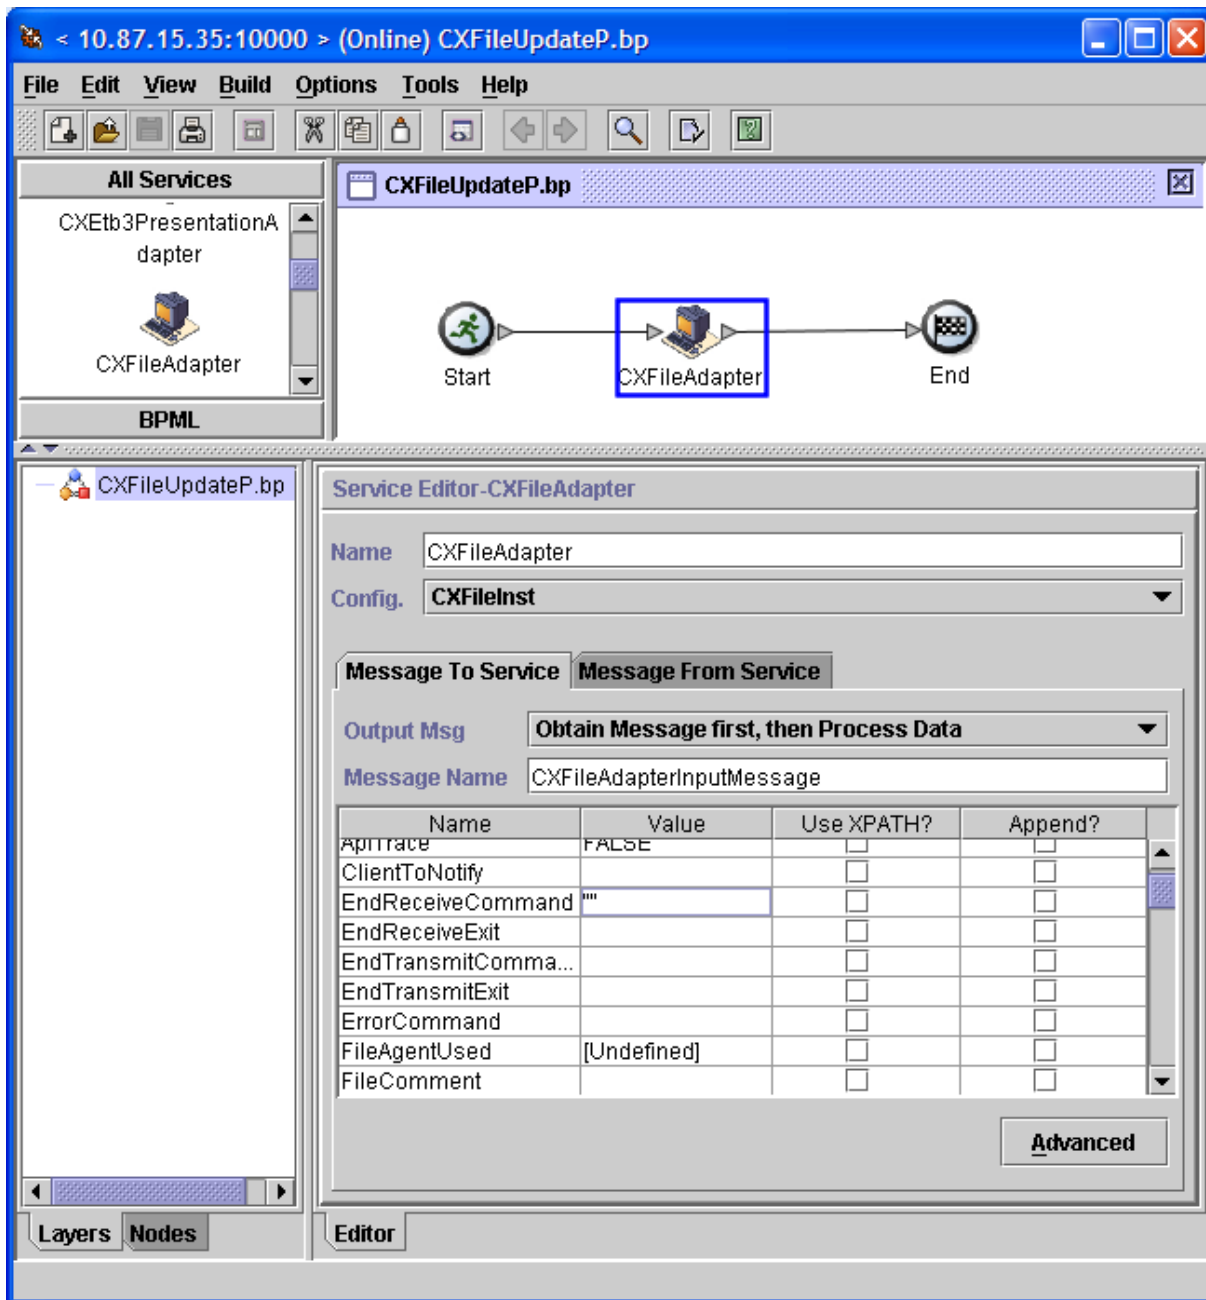 < 10.87.15.35:10000 > (Online) CXFileUpdateP.bp
File Edit View Build Options Tools Help
All Services
CXEtb3PresentationA
dapter
CXFileAdapter
BPML
CXFileUpdateP.bp
Start
CXFileAdapter
End
CXFileUpdateP.bp
Layers Nodes
Service Editor-CXFileAdapter
Name CXFileAdapter
Config. CXFileInst
Message To Service Message From Service
Output Msg Obtain Message first, then Process Data
Message Name CXFileAdapterInputMessage
Name Value Use XPATH? Append?
ApiTrace FALSE
ClientToNotify
EndReceiveCommand ""
EndReceiveExit
EndTransmitComma...
EndTransmitExit
ErrorCommand
FileAgentUsed [Undefined]
FileComment
Advanced
Editor